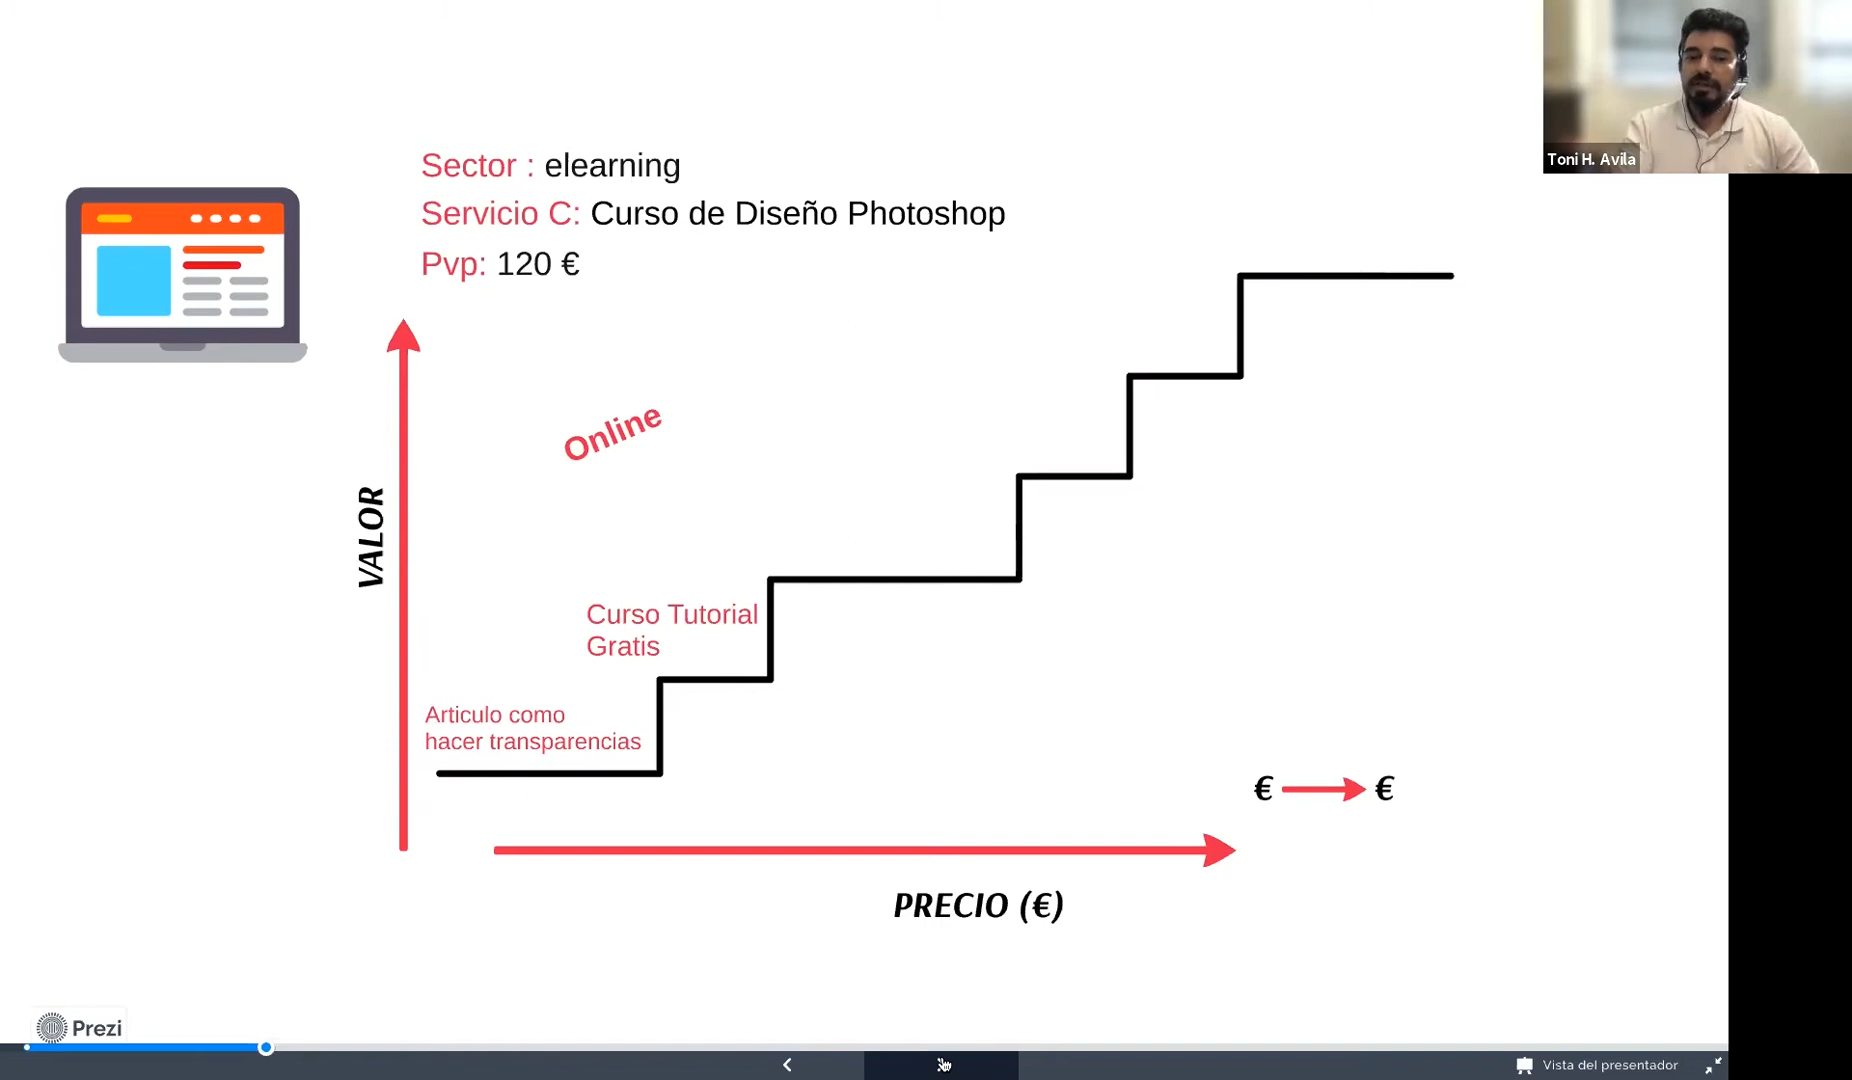 Toni H. Avila
Sector : elearning
Servicio C: Curso de Diseño Photoshop
Pvp: 120 €
Online
VALOR
Curso Tutorial
Gratis
Articulo como
hacer transparencias
€ €
PRECIO (€)
Prezi
Vista del presentador